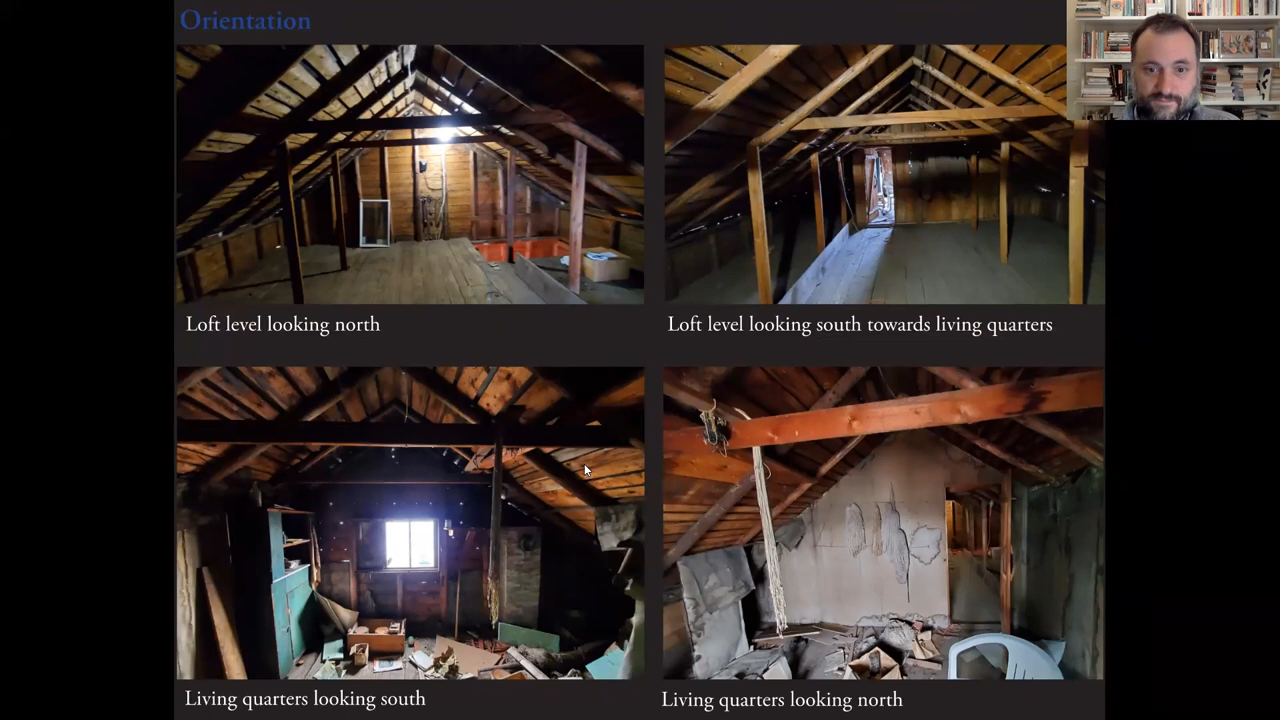 Orientation
Loft level looking north
Loft level looking south towards living quarters
Living quarters looking south
Living quarters looking north